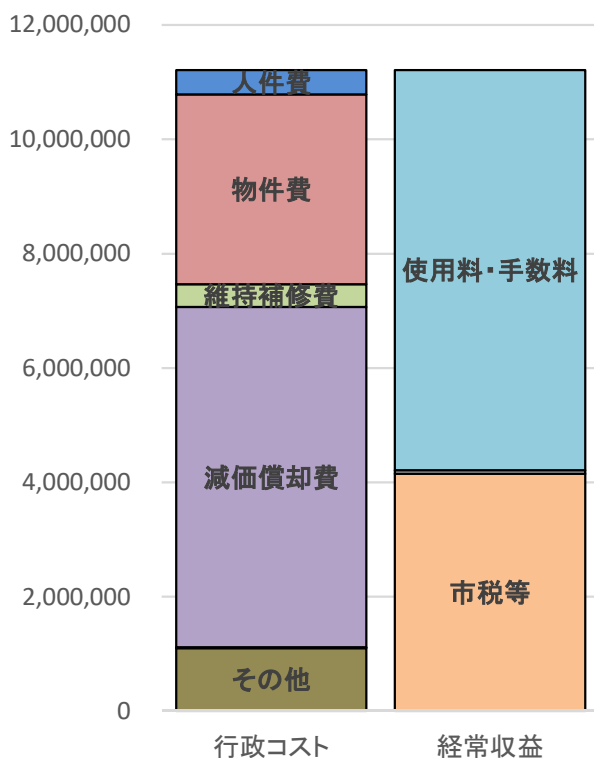 12,000,000
10,000,000
8,000,000
6,000,000
4,000,000
2,000,000
0
人件費
物件費
維持補修費
減価償却費
その他
使用料・手数料
市税等
行政コスト
経常収益